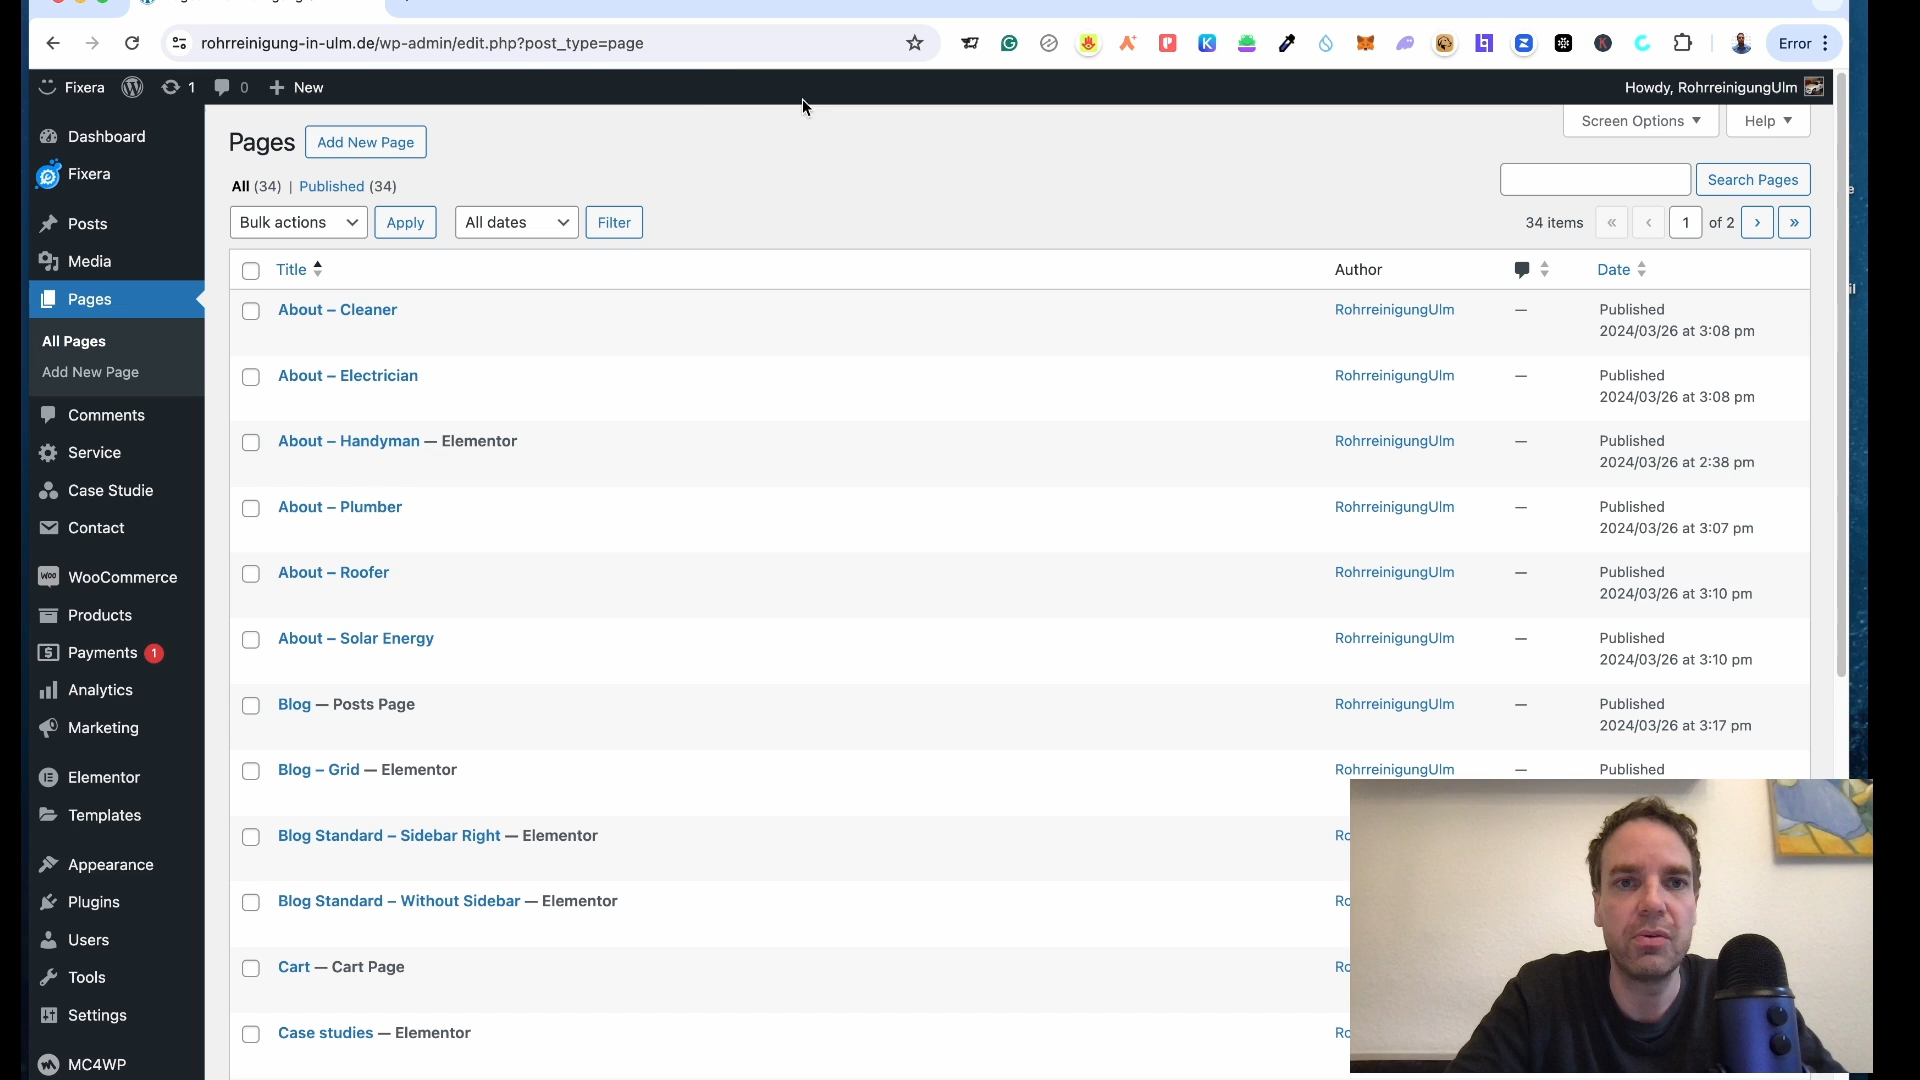 rohrreinigung-in-ulm.de/wp-admin/edit.php?post_type=page
Error
Fixera
1
0
New
Howdy, RohrreinigungUlm
Dashboard
Fixera
Posts
Media
Pages
All Pages
Add New Page
Comments
Service
Case Studie
Contact
WooCommerce
Products
Payments 1
Analytics
Marketing
Elementor
Templates
Appearance
Plugins
Users
Tools
Settings
MC4WP
Pages
Add New Page
Screen Options
Help
All (34) | Published (34)
Search Pages
Bulk actions
Apply
All dates
Filter
34 items « ‹ 1 of 2 › »
Title Author Date
About – Cleaner RohrreinigungUlm — Published
2024/03/26 at 3:08 pm
About – Electrician RohrreinigungUlm — Published
2024/03/26 at 3:08 pm
About – Handyman — Elementor RohrreinigungUlm — Published
2024/03/26 at 2:38 pm
About – Plumber RohrreinigungUlm — Published
2024/03/26 at 3:07 pm
About – Roofer RohrreinigungUlm — Published
2024/03/26 at 3:10 pm
About – Solar Energy RohrreinigungUlm — Published
2024/03/26 at 3:10 pm
Blog — Posts Page RohrreinigungUlm — Published
2024/03/26 at 3:17 pm
Blog – Grid — Elementor RohrreinigungUlm — Published
Blog Standard – Sidebar Right — Elementor Ro
Blog Standard – Without Sidebar — Elementor Ro
Cart — Cart Page Ro
Case studies — Elementor Ro